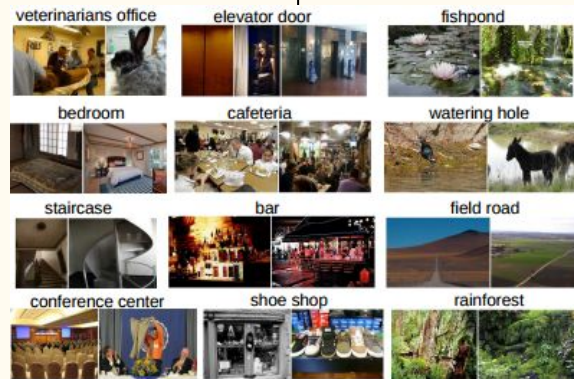 veterinarians office
elevator door
fishpond
bedroom
cafeteria
watering hole
staircase
bar
field road
conference center
shoe shop
rainforest